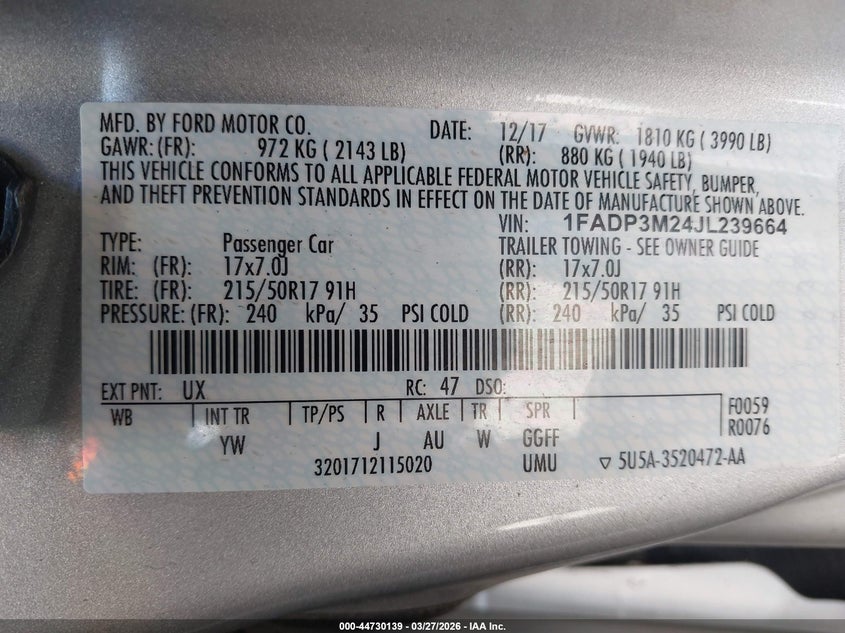 MFD. BY FORD MOTOR CO. DATE: 12/17 GVWR: 1810 KG ( 3990 LB)
GAWR: (FR): 972 KG ( 2143 LB) (RR): 880 KG ( 1940 LB)
THIS VEHICLE CONFORMS TO ALL APPLICABLE FEDERAL MOTOR VEHICLE SAFETY, BUMPER,
AND THEFT PREVENTION STANDARDS IN EFFECT ON THE DATE OF MANUFACTURE SHOWN ABOVE.
VIN: 1FADP3M24JL239664
TYPE: Passenger Car TRAILER TOWING - SEE OWNER GUIDE
RIM: (FR): 17x7.0J (RR): 17x7.0J
TIRE: (FR): 215/50R17 91H (RR): 215/50R17 91H
PRESSURE: (FR): 240 kPa/ 35 PSI COLD (RR): 240 kPa/ 35 PSI COLD
EXT PNT: UX RC: 47 DSO:
WB INT TR TP/PS R AXLE TR SPR F0059
YW J AU W GGFF R0076
3201712115020 UMU ▽ 5U5A-3520472-AA
000-44730139 - 03/27/2026 - IAA Inc.